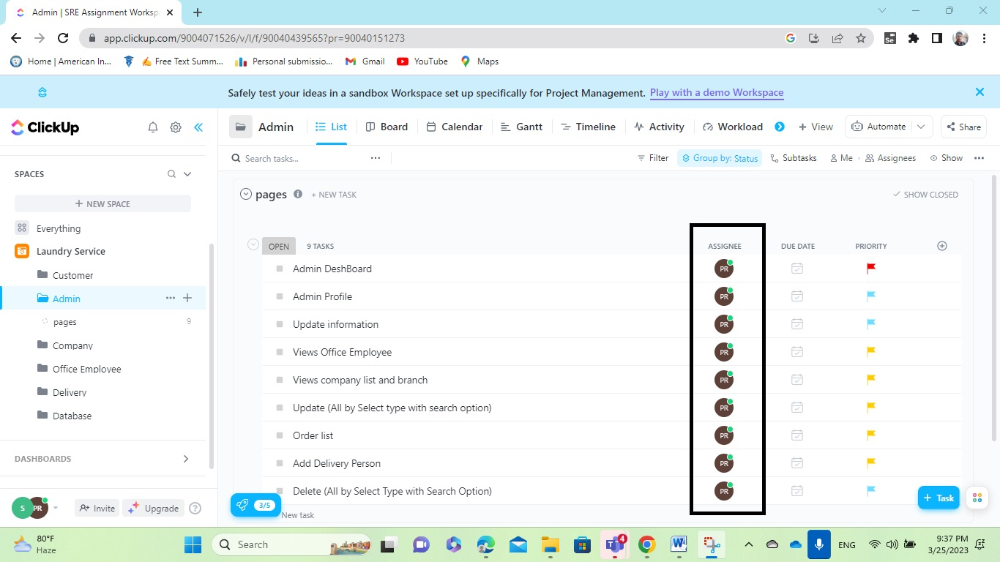 Admin | SRE Assignment Worksp
app.clickup.com/9004071526/v/l/f/90040439565?pr=90040151273
Se
Home | American In... Free Text Summ... Personal submissio... Gmail YouTube Maps
Safely test your ideas in a sandbox Workspace set up specifically for Project Management. Play with a demo Workspace
ClickUp
Admin List Board Calendar Gantt Timeline Activity Workload + View Automate Share
Search tasks... Filter Group by: Status Subtasks Me Assignees Show
SPACES
+ NEW SPACE
Everything
Laundry Service
Customer
Admin
pages 9
Company
Office Employee
Delivery
Database
DASHBOARDS
S PR Invite Upgrade ?
pages + NEW TASK SHOW CLOSED
OPEN 9 TASKS ASSIGNEE DUE DATE PRIORITY
Admin DeshBoard PR
Admin Profile PR
Update information PR
Views Office Employee PR
Views company list and branch PR
Update (All by Select type with search option) PR
Order list PR
Add Delivery Person PR
Delete (All by Select Type with Search Option) PR
3/5
New task
+ Task
80°F
Haze
Search
4
ENG
9:37 PM
3/25/2023